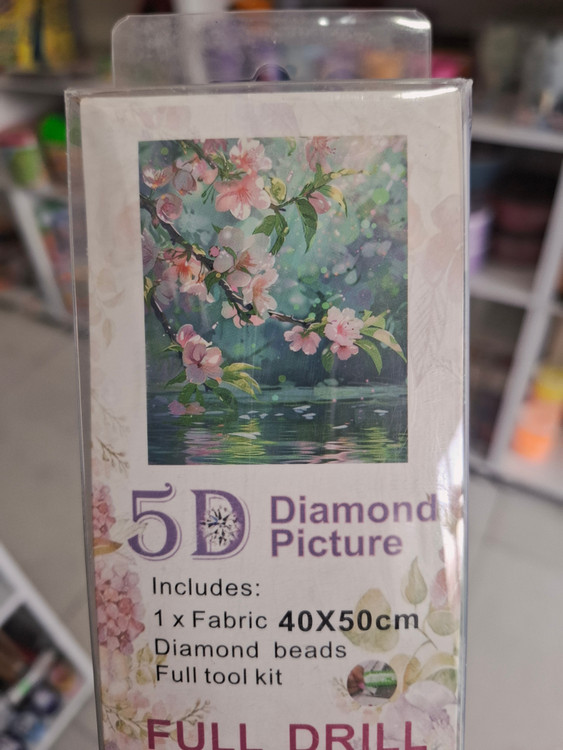 5D Diamond
Picture
Includes:
1 x Fabric 40X50cm
Diamond beads
Full tool kit
FULL DRILL